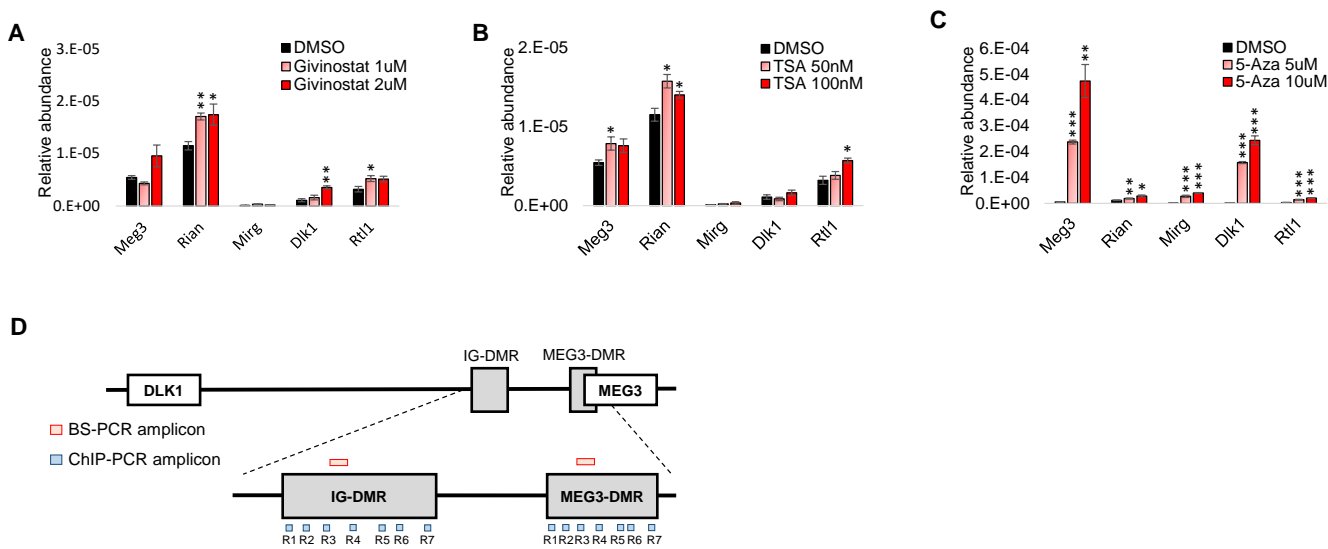 A
Relative abundance
3.E-05
2.E-05
1.E-05
0.E+00
DMSO
Givinostat 1uM
Givinostat 2uM
** * ** *
Meg3 Rian Mirg Dlk1 Rtl1
B
Relative abundance
2.E-05
1.E-05
0.E+00
DMSO
TSA 50nM
TSA 100nM
* * * *
Meg3 Rian Mirg Dlk1 Rtl1
C
Relative abundance
6.E-04
5.E-04
4.E-04
3.E-04
2.E-04
1.E-04
0.E+00
DMSO
5-Aza 5uM
5-Aza 10uM
*** ** ** * *** *** *** *** *** ***
Meg3 Rian Mirg Dlk1 Rtl1
D
IG-DMR MEG3-DMR
DLK1 MEG3
BS-PCR amplicon
ChIP-PCR amplicon
IG-DMR MEG3-DMR
R1 R2 R3 R4 R5 R6 R7 R1 R2 R3 R4 R5 R6 R7